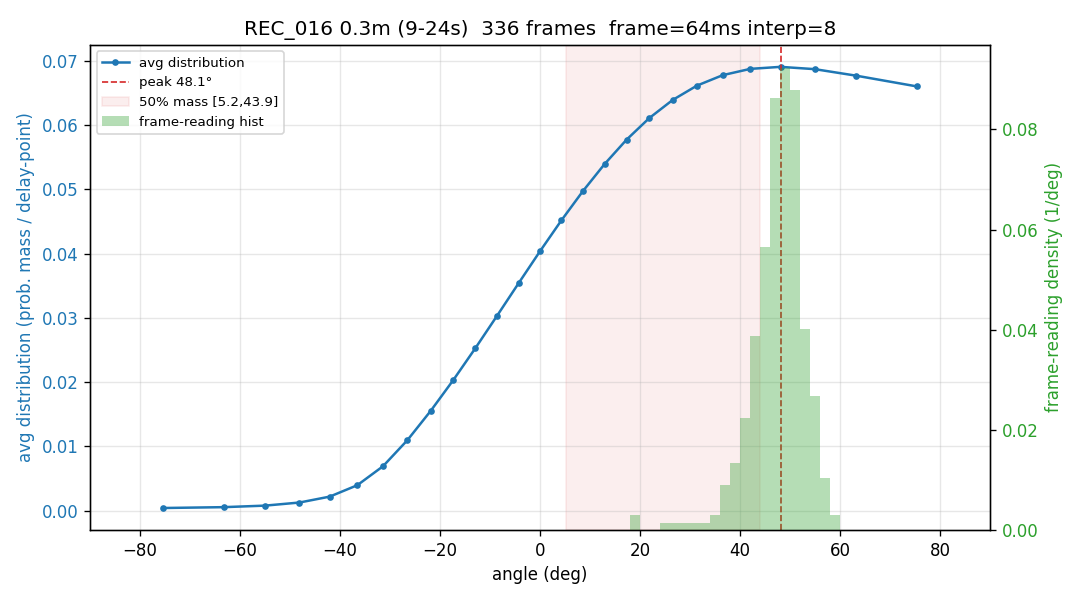 REC_016 0.3m (9-24s)  336 frames  frame=64ms interp=8
avg distribution
peak 48.1°
50% mass [5.2,43.9]
frame-reading hist
avg distribution (prob. mass / delay-point)
0.07
0.06
0.05
0.04
0.03
0.02
0.01
0.00
0.08
0.06
0.04
0.02
0.00
frame-reading density (1/deg)
−80 −60 −40 −20 0 20 40 60 80
angle (deg)